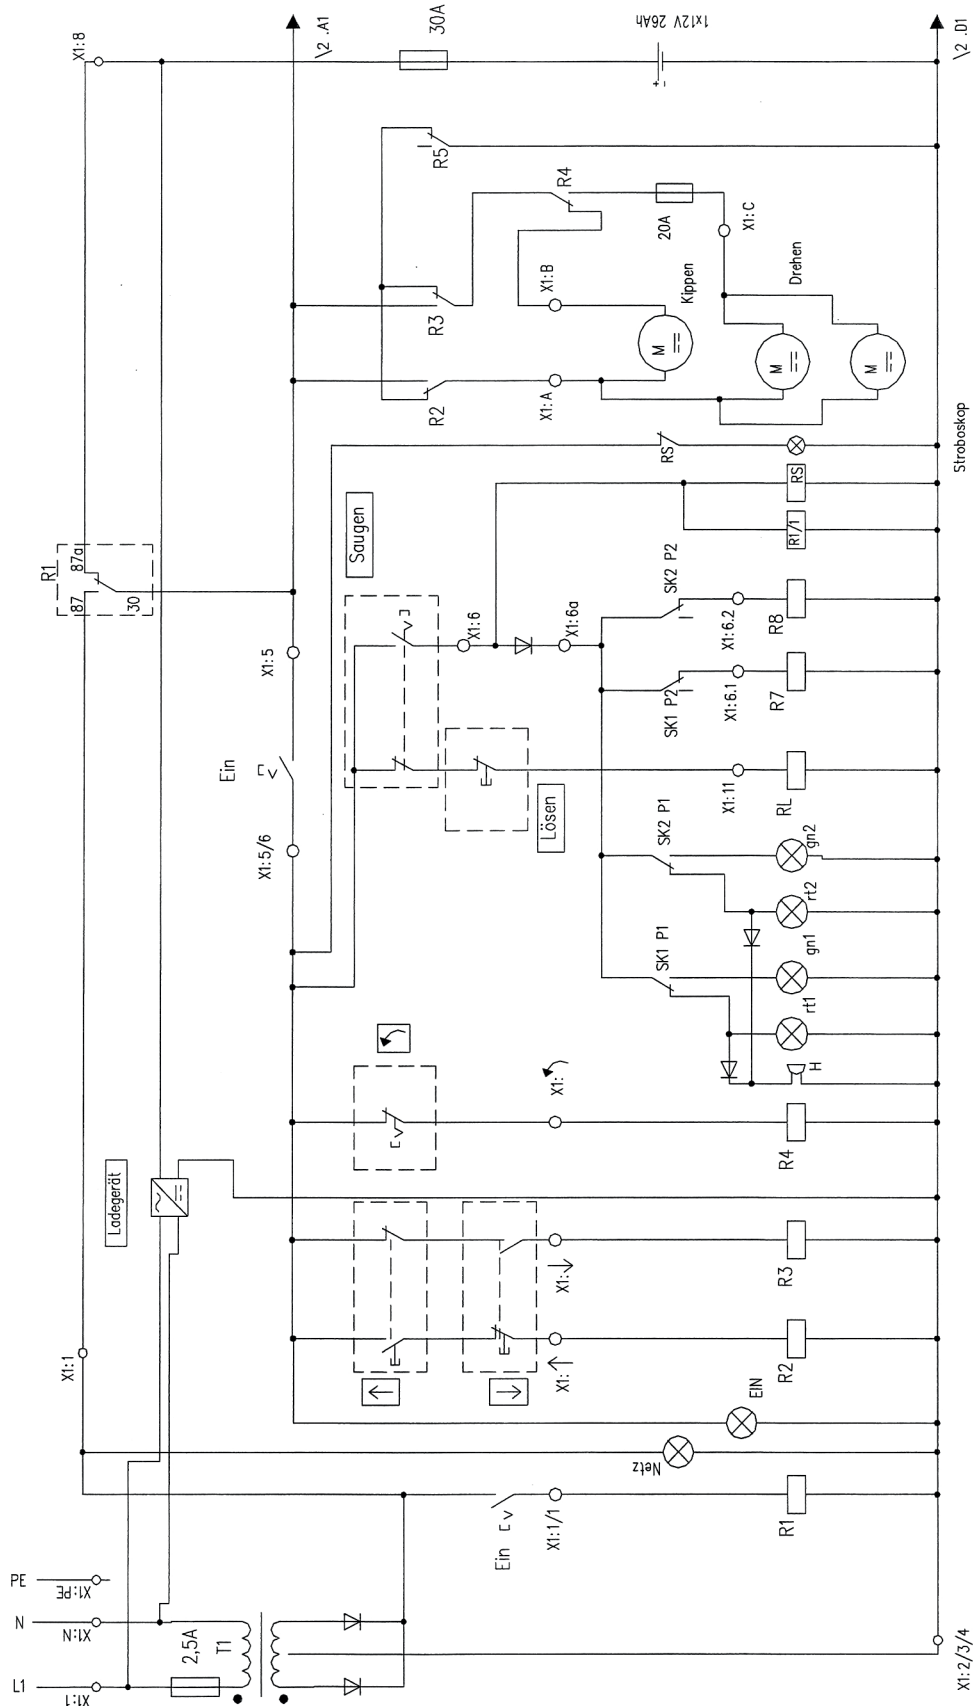 X1:8
\2 .A1
30A
1x12V 26Ah
+
-
\2 .D1
R5
R4
20A
X1:C
R3
X1:B
Kippen
Drehen
M
M
M
R2
X1:A
RS
Stroboskop
R1
87a
87
30
Saugen
RS
R1/1
SK2 P2
X1:6
X1:6a
X1:6.2
R8
X1:5
SK1 P2
X1:6.1
R7
Ein
Lösen
X1:11
RL
X1:5/6
SK2 P1
gn2
rt2
SK1 P1
gn1
rt1
H
X1:
R4
Ladegerät
X1:
R3
X1:
R2
X1:1
EIN
Netz
Ein
X1:1/1
R1
PE
X1:PE
N
X1:N
L1
X1:1
2,5A
T1
X1:2/3/4